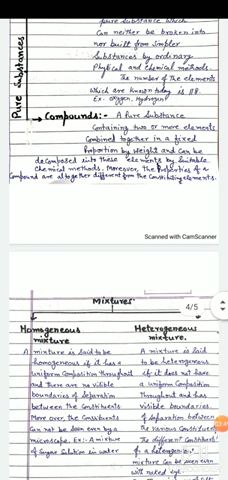 pure substance which
Can neither be broken into
nor built from simpler
Substances by ordinary
Physical and chemical methods.
The number of the elements
which are known today is 118.
Ex. oxygen, Hydrogen
Pure Substances
Compounds:- A Pure Substance
Containing two or more elements
Combined together in a fixed
Proportion by weight and Can be
decomposed into these elements by Suitable
Chemical methods. Moreover, The Properties of a
Compound are altogether different from the Constituting elements.
Scanned with CamScanner
Mixtures
4/5
Homogeneous
mixture
A mixture is said to be
homogeneous if it has a
uniform Composition throughout
and There are no visible
boundaries of Separation
between the Constituents
More over the Constituents
Can not be seen even by a
microscope. Ex:- A mixture
of Sugar Solution in water
Heterogeneous
mixture.
A mixture is Said
to be heterogenous
if it does not have
a uniform Composition
Throughout and has
visible boundaries
of Separation between
the various Constituents
The different Constituents
of a heterogenious
mixture Can be seen even
with naked eye.